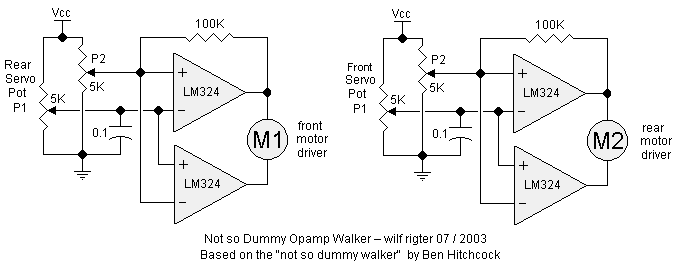 Vcc
100K
Rear
Servo
Pot
P1
P2
5K
5K
0.1
+
−
LM324
+
−
LM324
M1
front
motor
driver
Vcc
100K
Front
Servo
Pot
P1
P2
5K
5K
0.1
+
−
LM324
+
−
LM324
M2
rear
motor
driver
Not so Dummy Opamp Walker – wilf rigter 07 / 2003
Based on the "not so dummy walker" by Ben Hitchcock